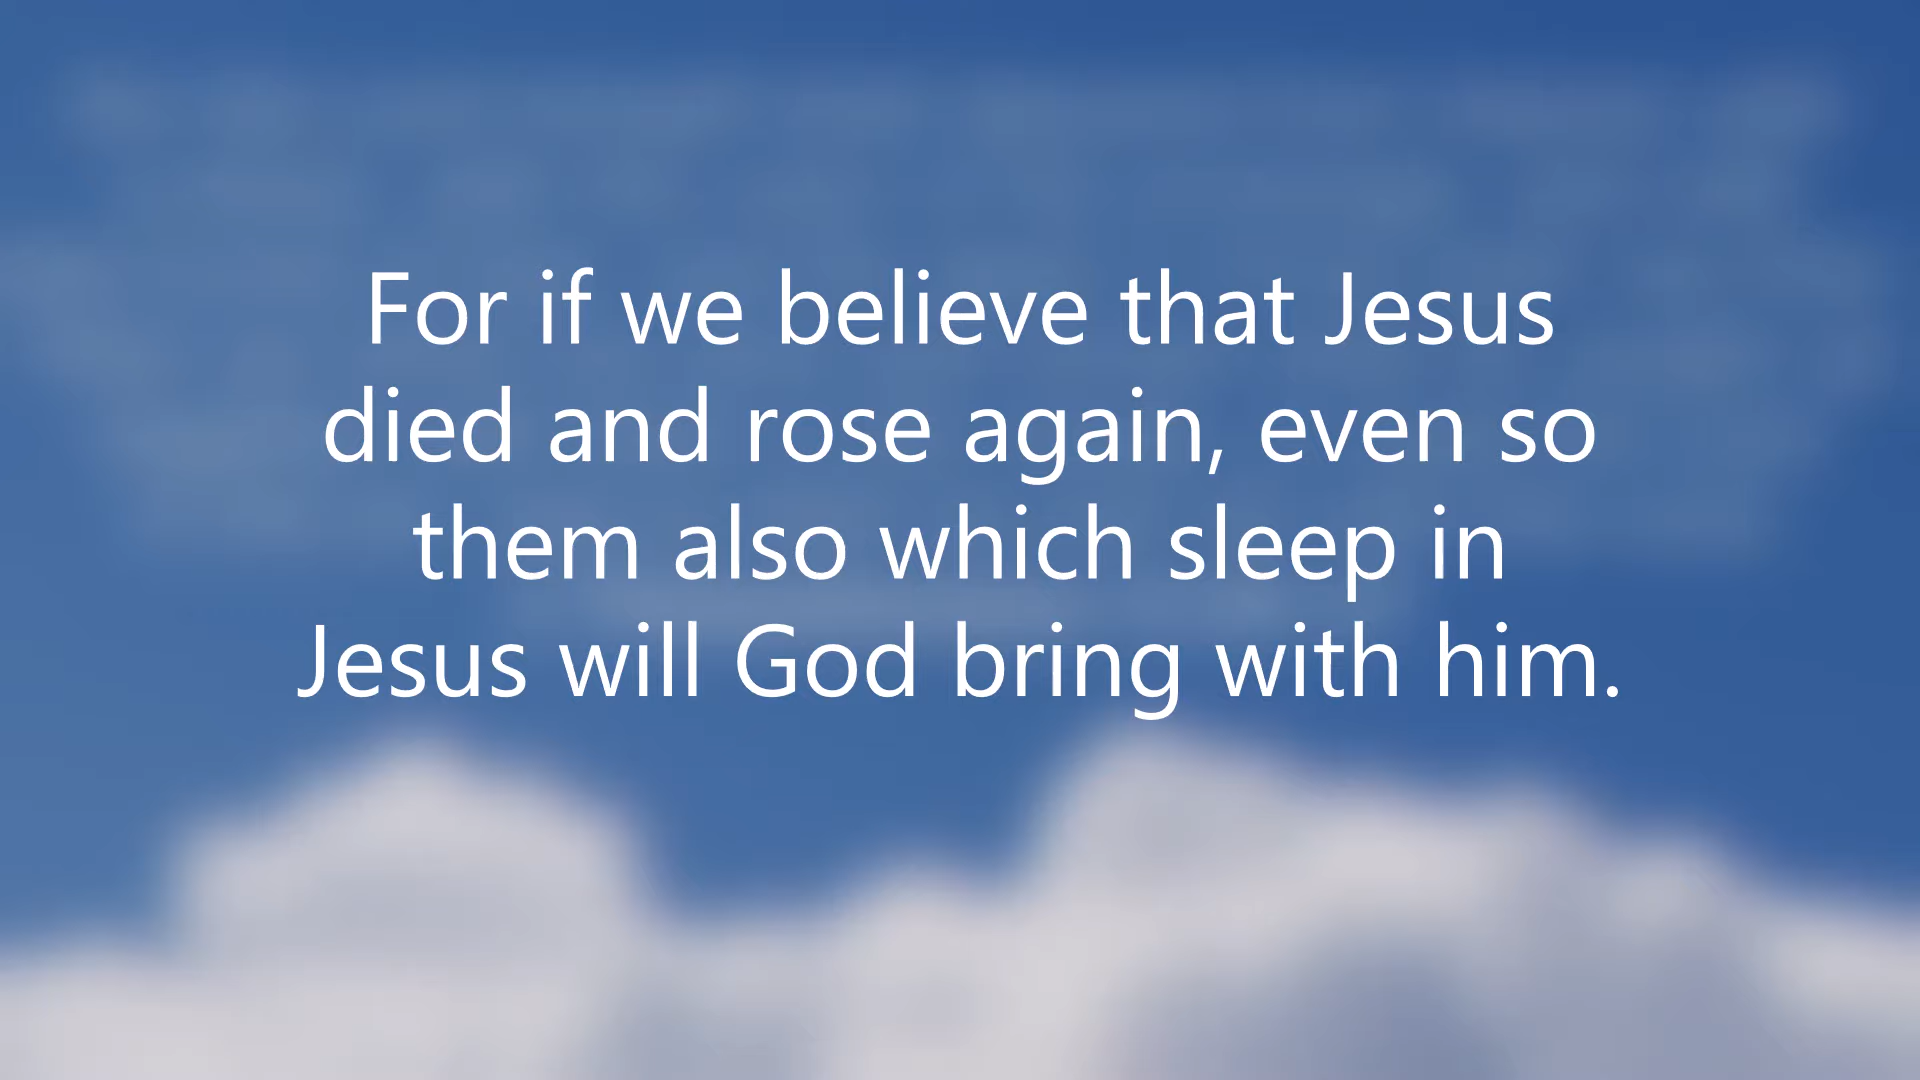 For if we believe that Jesus
died and rose again, even so
them also which sleep in
Jesus will God bring with him.